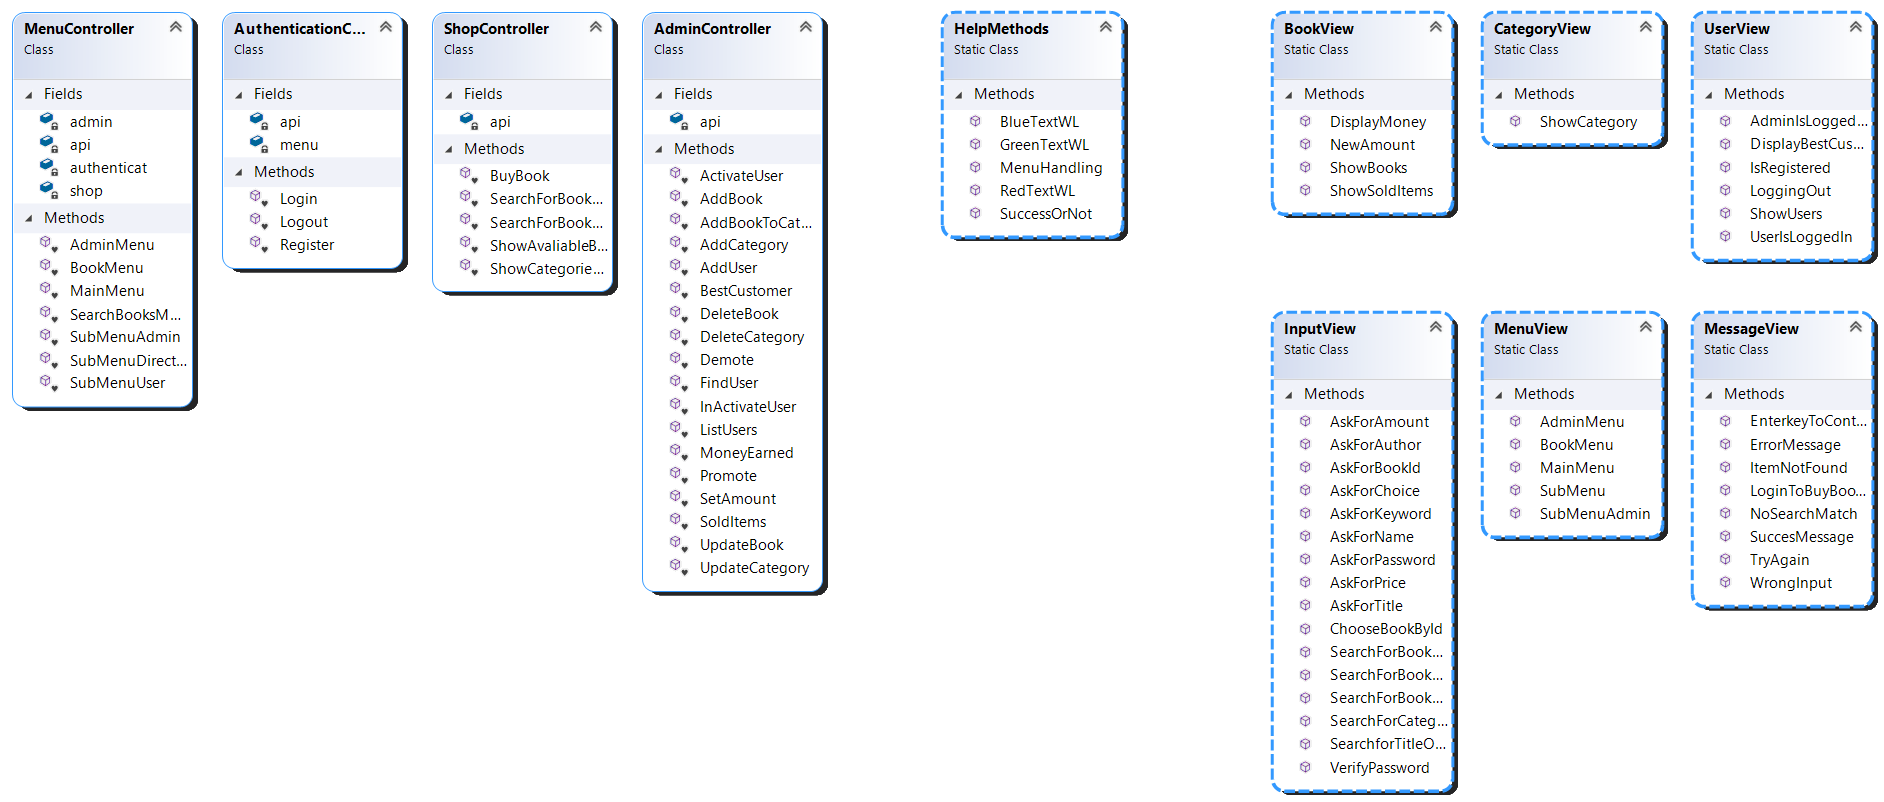 MenuController
Class
Fields
admin
api
authenticat
shop
Methods
AdminMenu
BookMenu
MainMenu
SearchBooksM...
SubMenuAdmin
SubMenuDirect...
SubMenuUser
AuthenticationC...
Class
Fields
api
menu
Methods
Login
Logout
Register
ShopController
Class
Fields
api
Methods
BuyBook
SearchForBook...
SearchForBook...
ShowAvaliableB...
ShowCategorie...
AdminController
Class
Fields
api
Methods
ActivateUser
AddBook
AddBookToCat...
AddCategory
AddUser
BestCustomer
DeleteBook
DeleteCategory
Demote
FindUser
InActivateUser
ListUsers
MoneyEarned
Promote
SetAmount
SoldItems
UpdateBook
UpdateCategory
HelpMethods
Static Class
Methods
BlueTextWL
GreenTextWL
MenuHandling
RedTextWL
SuccessOrNot
BookView
Static Class
Methods
DisplayMoney
NewAmount
ShowBooks
ShowSoldItems
CategoryView
Static Class
Methods
ShowCategory
UserView
Static Class
Methods
AdminIsLogged...
DisplayBestCus...
IsRegistered
LoggingOut
ShowUsers
UserIsLoggedIn
InputView
Static Class
Methods
AskForAmount
AskForAuthor
AskForBookId
AskForChoice
AskForKeyword
AskForName
AskForPassword
AskForPrice
AskForTitle
ChooseBookById
SearchForBook...
SearchForBook...
SearchForBook...
SearchForCateg...
SearchforTitleO...
VerifyPassword
MenuView
Static Class
Methods
AdminMenu
BookMenu
MainMenu
SubMenu
SubMenuAdmin
MessageView
Static Class
Methods
EnterkeyToCont...
ErrorMessage
ItemNotFound
LoginToBuyBoo...
NoSearchMatch
SuccesMessage
TryAgain
WrongInput